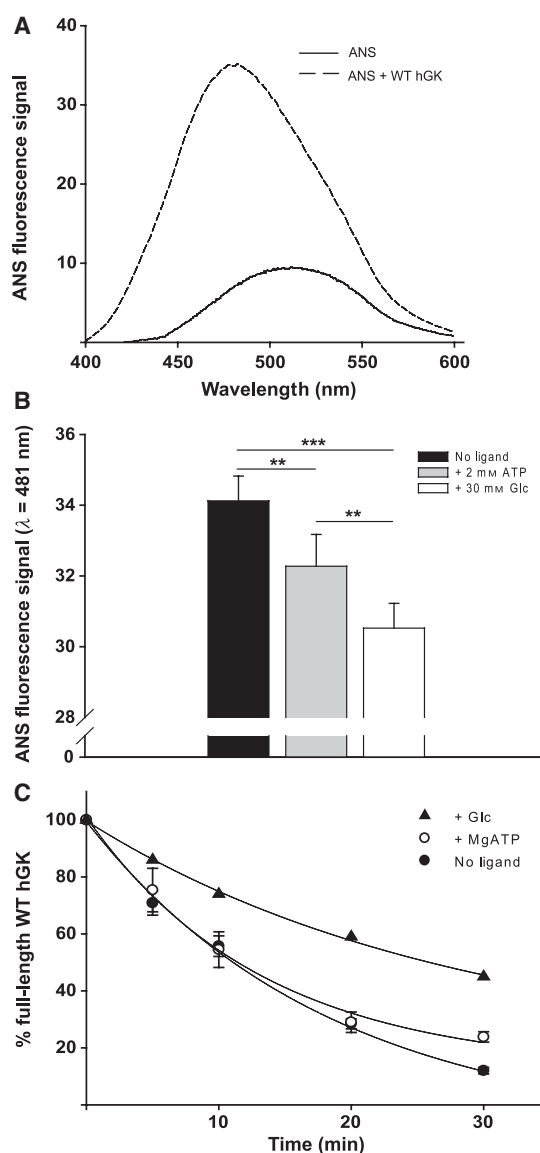 A
ANS fluorescence signal
40
30
20
10
ANS
ANS + WT hGK
400
450
500
550
600
Wavelength (nm)
B
ANS fluorescence signal (λ = 481 nm)
36
34
32
30
28
0
***
**
**
No ligand
+ 2 mM ATP
+ 30 mM Glc
C
% full-length WT hGK
100
80
60
40
20
+ Glc
+ MgATP
No ligand
10
20
30
Time (min)